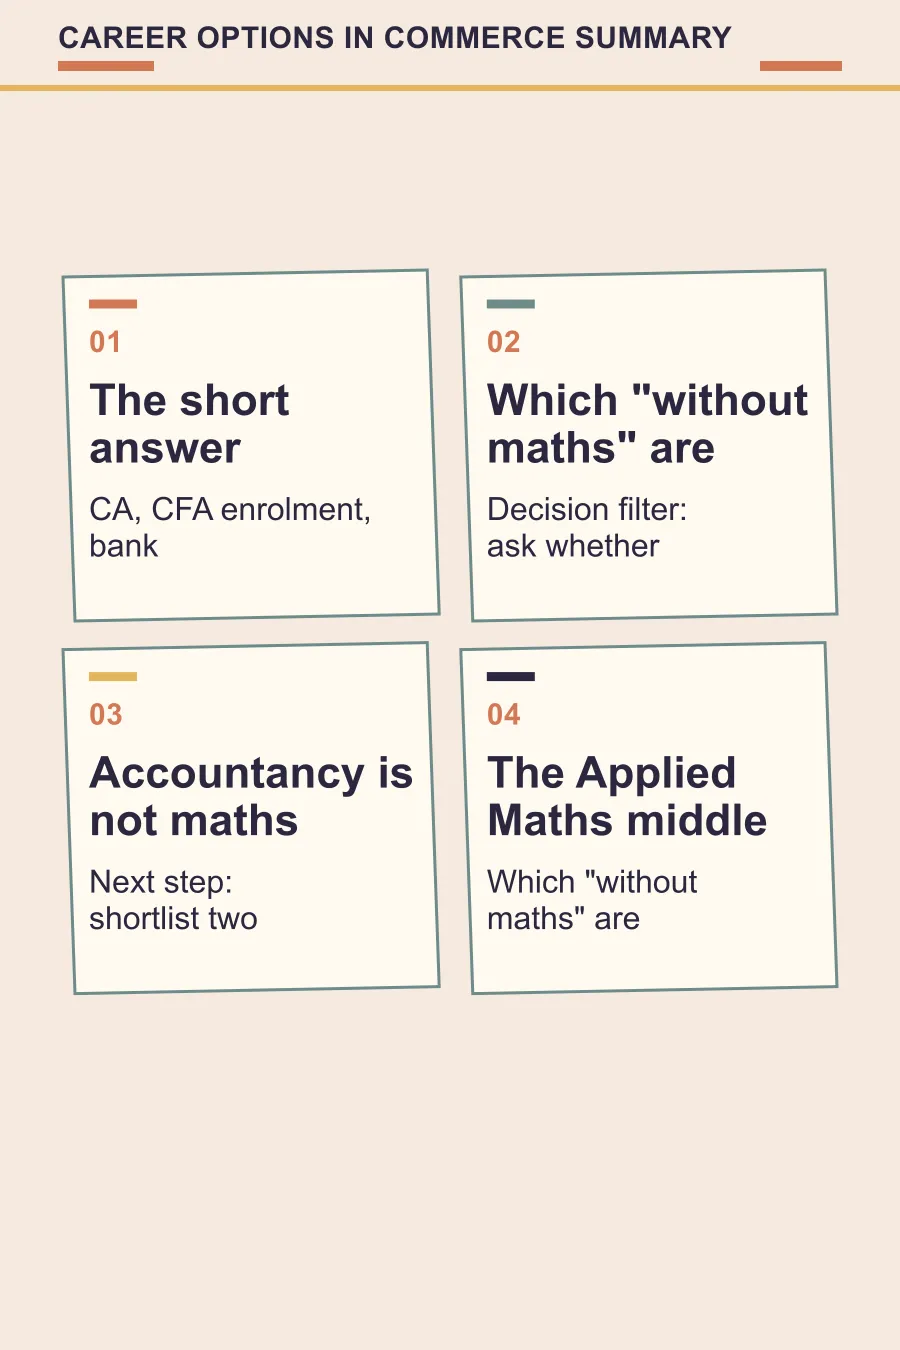 CAREER OPTIONS IN COMMERCE SUMMARY
01
The short
answer
CA, CFA enrolment,
bank
02
Which "without
maths" are
Decision filter:
ask whether
03
Accountancy is
not maths
Next step:
shortlist two
04
The Applied
Maths middle
Which "without
maths" are